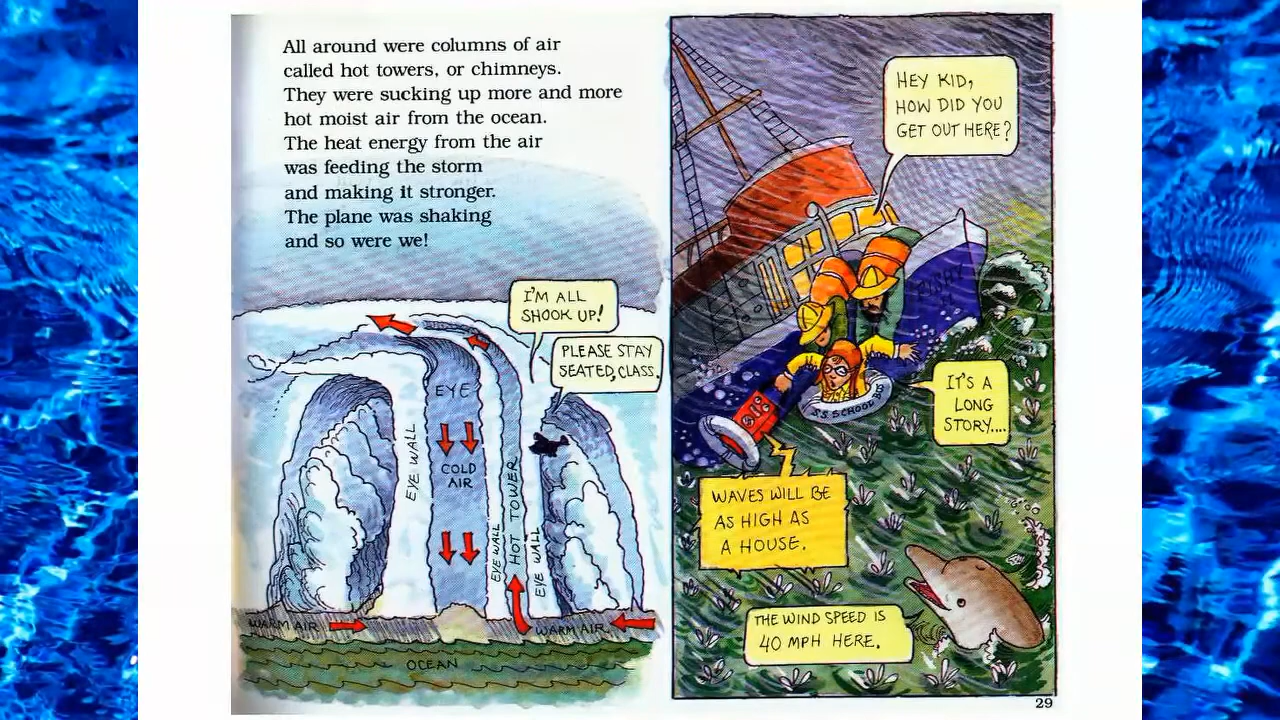 All around were columns of air
called hot towers, or chimneys.
They were sucking up more and more
hot moist air from the ocean.
The heat energy from the air
was feeding the storm
and making it stronger.
The plane was shaking
and so were we!
I'M ALL
SHOOK UP!
PLEASE STAY
SEATED, CLASS.
EYE
COLD
AIR
EYE WALL
EYE WALL
HOT TOWER
EYE WALL
WARM AIR
WARM AIR
OCEAN
HEY KID,
HOW DID YOU
GET OUT HERE?
S.S. SCHOOL BUS
IT'S A
LONG
STORY....
WAVES WILL BE
AS HIGH AS
A HOUSE.
THE WIND SPEED IS
40 MPH HERE.
29